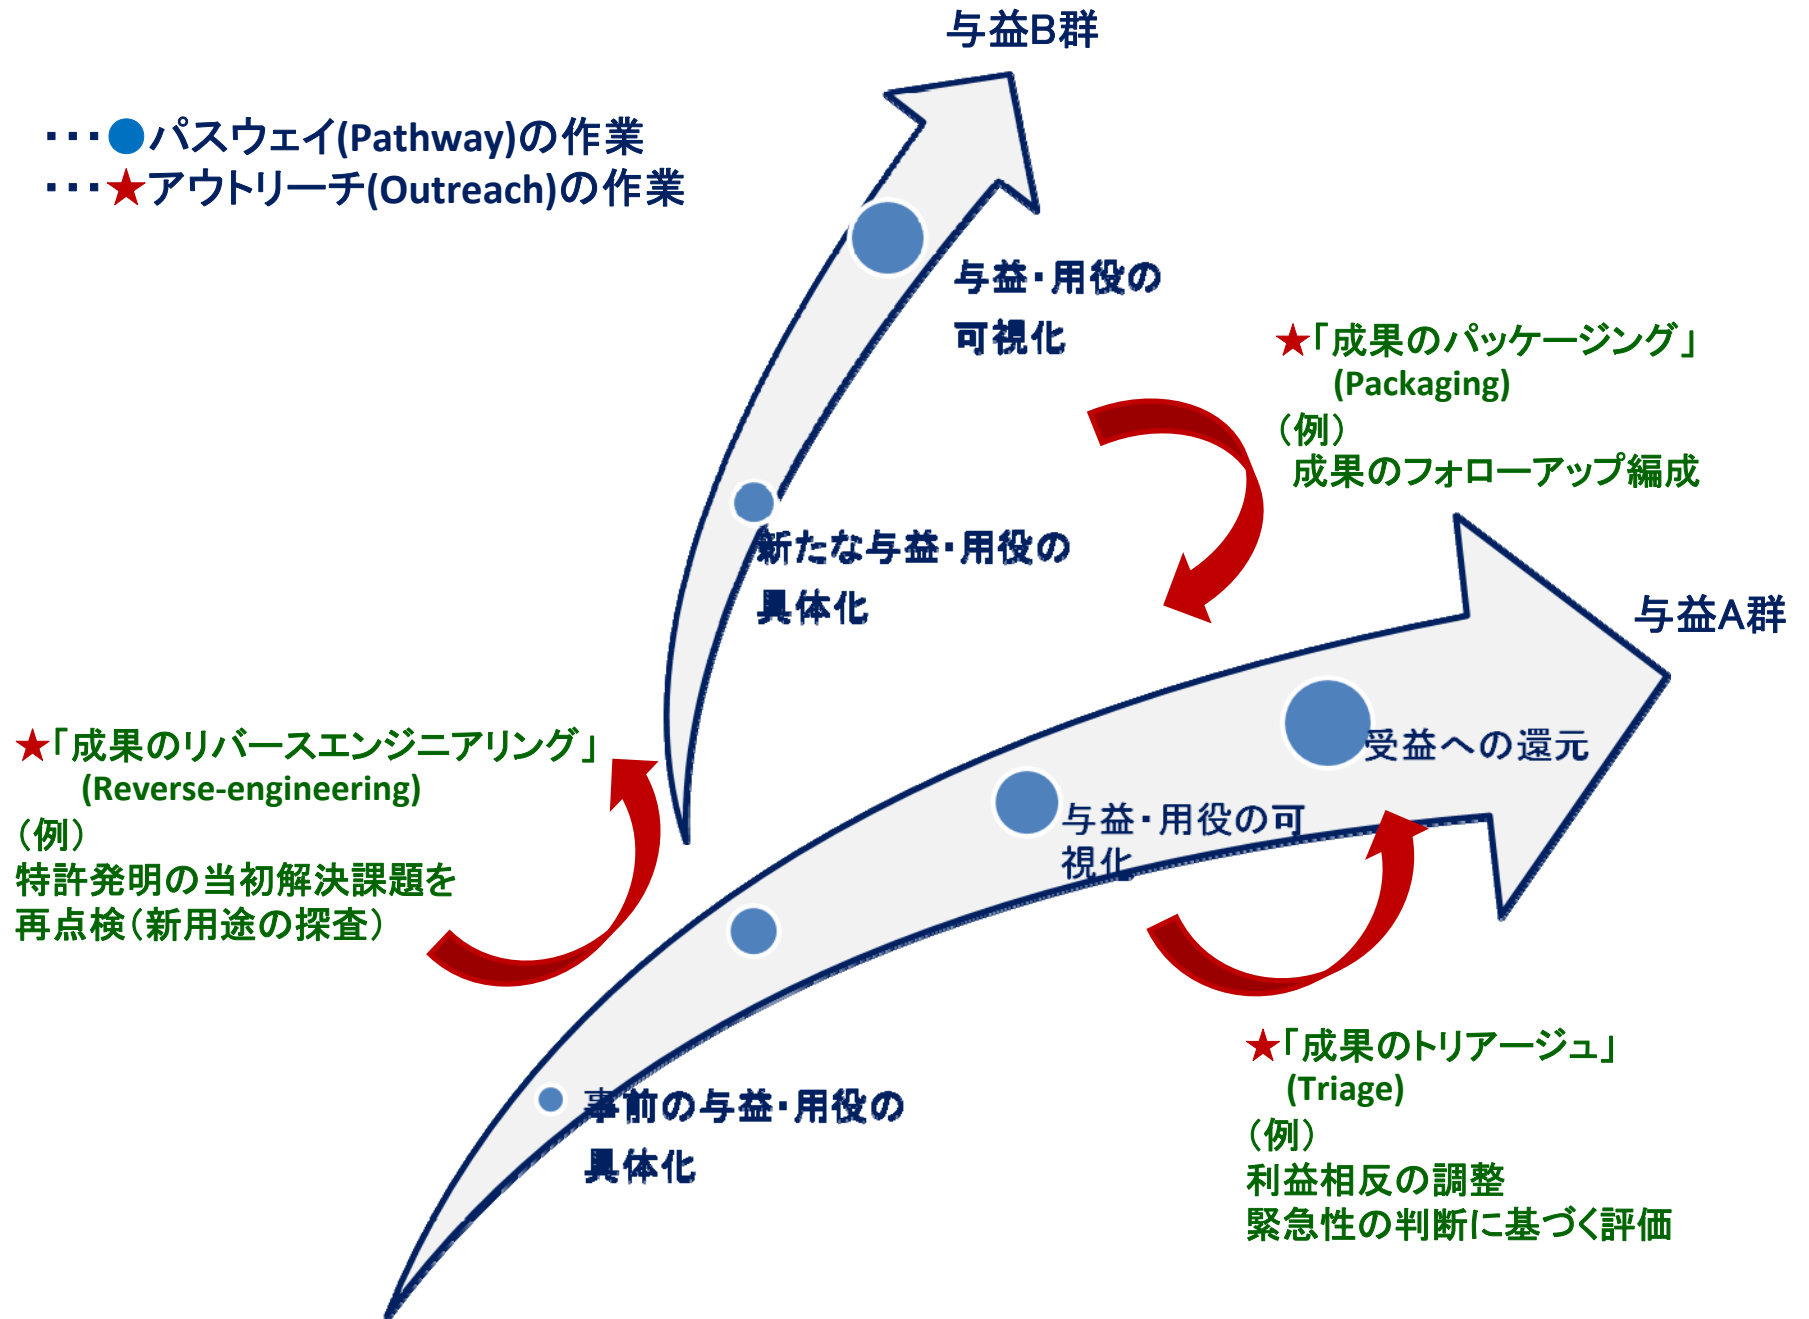 与益B群
･･･●パスウェイ(Pathway)の作業
･･･★アウトリーチ(Outreach)の作業
与益･用役の
可視化
★｢成果のパッケージング｣
(Packaging)
（例）
成果のフォローアップ編成
新たな与益･用役の
具体化
与益A群
★｢成果のリバースエンジニアリング｣
(Reverse-engineering)
（例）
特許発明の当初解決課題を
再点検（新用途の探査）
受益への還元
与益･用役の可
視化
★｢成果のトリアージュ｣
(Triage)
（例）
利益相反の調整
緊急性の判断に基づく評価
事前の与益･用役の
具体化